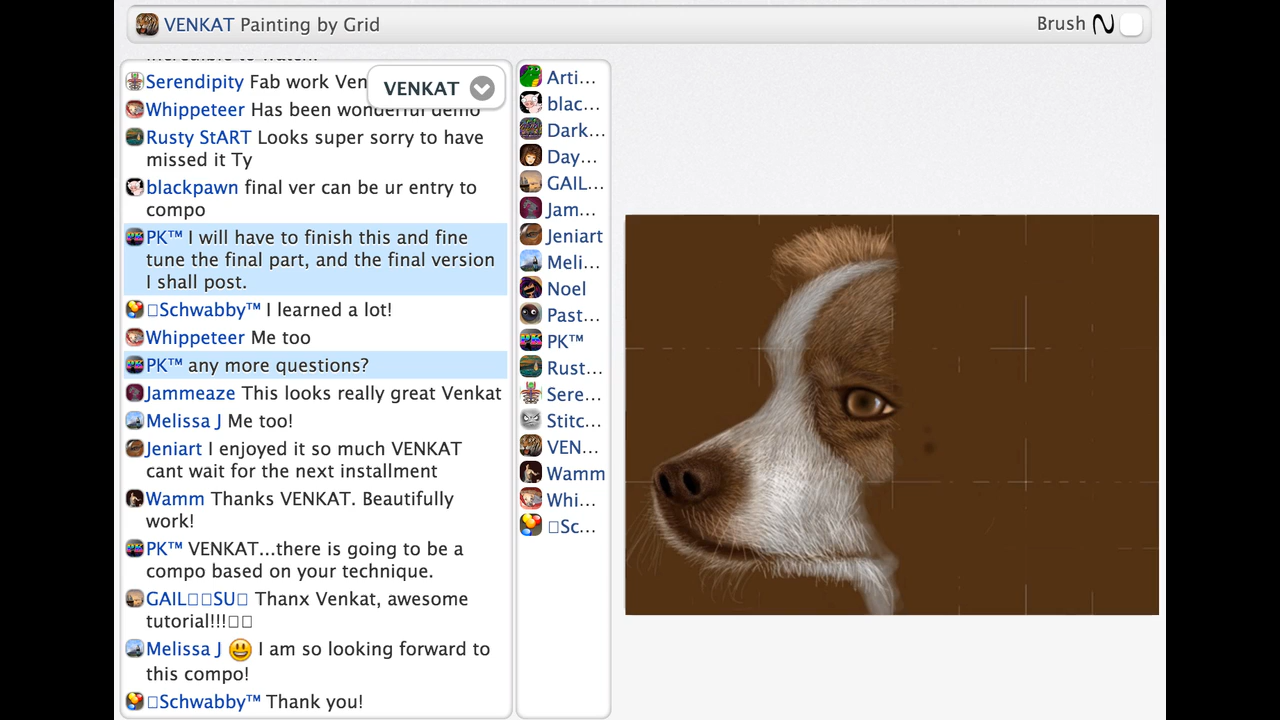 VENKAT Painting by Grid
Brush
VENKAT
Serendipity Fab work Ven
Whippeteer Has been wonderful demo
Rusty StART Looks super sorry to have
missed it Ty
blackpawn final ver can be ur entry to
compo
PK™ I will have to finish this and fine
tune the final part, and the final version
I shall post.
Schwabby™ I learned a lot!
Whippeteer Me too
PK™ any more questions?
Jammeaze This looks really great Venkat
Melissa J Me too!
Jeniart I enjoyed it so much VENKAT
cant wait for the next installment
Wamm Thanks VENKAT. Beautifully
work!
PK™ VENKAT...there is going to be a
compo based on your technique.
GAIL SU Thanx Venkat, awesome
tutorial!!!
Melissa J 😃 I am so looking forward to
this compo!
Schwabby™ Thank you!
Arti...
blac...
Dark...
Day...
GAIL...
Jam...
Jeniart
Meli...
Noel
Past...
PK™
Rust...
Sere...
Stitc...
VEN...
Wamm
Whi...
Sc...